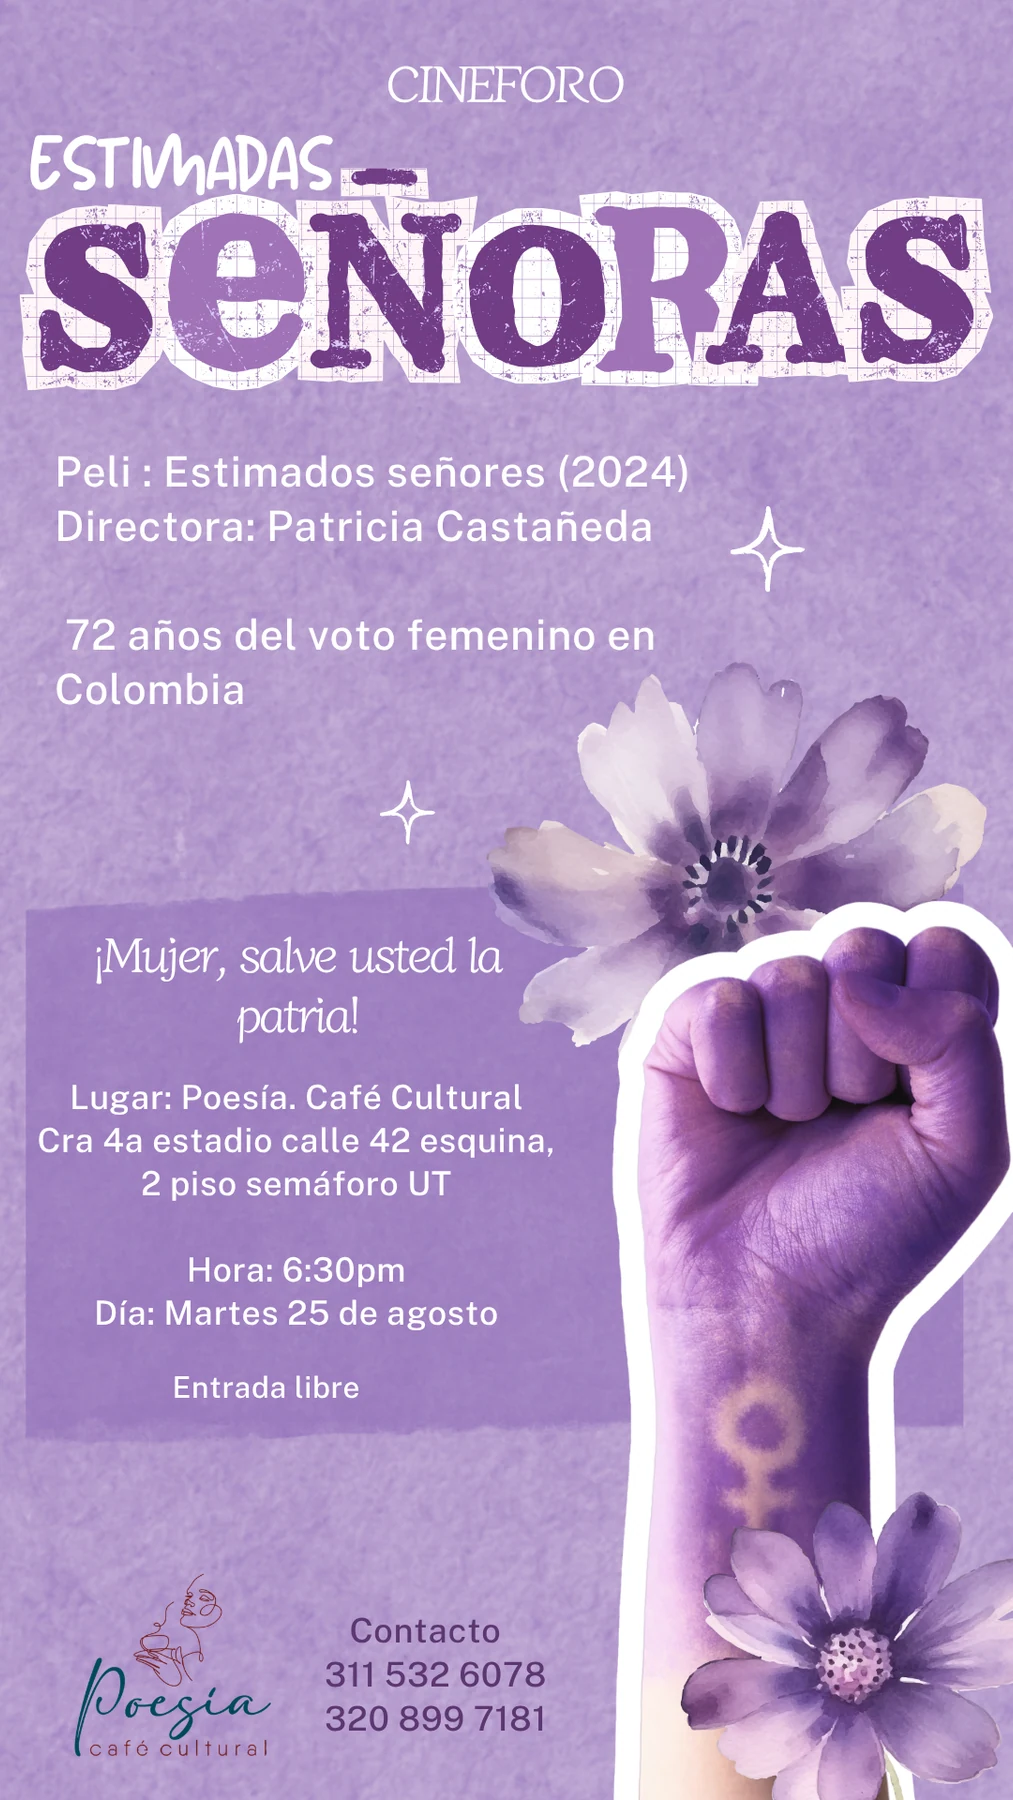 CINEFORO
ESTIMADAS
SeÑORAS
Peli : Estimados señores (2024)
Directora: Patricia Castañeda
72 años del voto femenino en
Colombia
¡Mujer, salve usted la
patria!
Lugar: Poesía. Café Cultural
Cra 4a estadio calle 42 esquina,
2 piso semáforo UT
Hora: 6:30pm
Día: Martes 25 de agosto
Entrada libre
Poesía
café cultural
Contacto
311 532 6078
320 899 7181